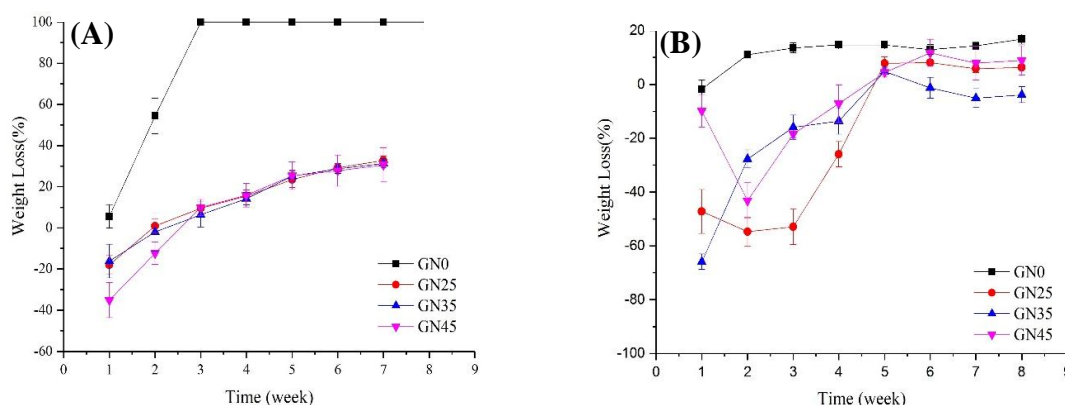 (A)
Weight Loss(%)
100
80
60
40
20
0
-20
-40
-60
GN0
GN25
GN35
GN45
0 1 2 3 4 5 6 7 8 9
Time (week)
(B)
Weight Loss(%)
20
0
-20
-40
-60
-80
-100
GN0
GN25
GN35
GN45
0 1 2 3 4 5 6 7 8 9
Time (week)